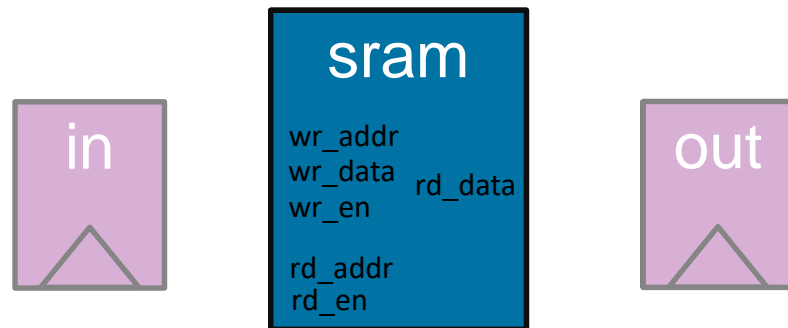 sram
in
out
wr_addr
wr_data
rd_data
wr_en
rd_addr
rd_en